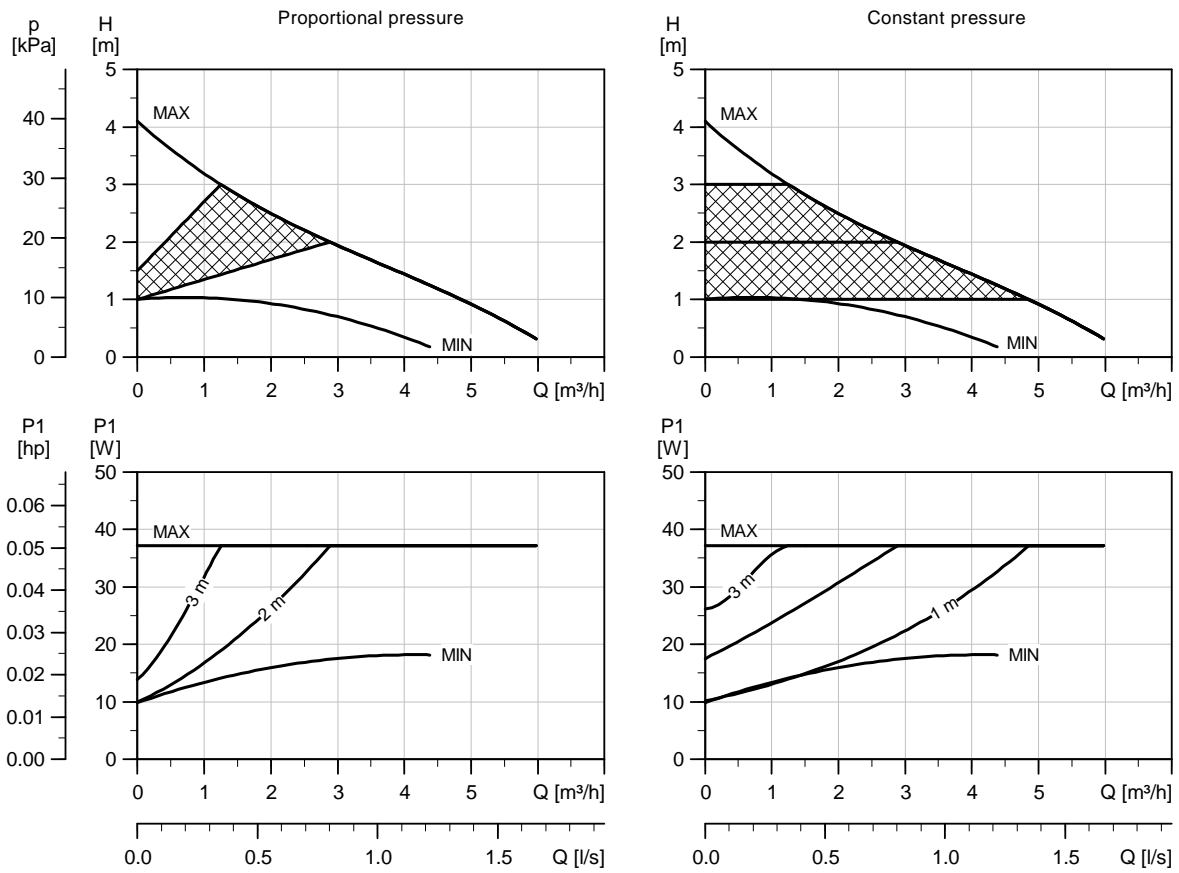 Proportional pressure
p
[kPa]
H
[m]
40
30
20
10
0
5
4
3
2
1
0
MAX
MIN
0 1 2 3 4 5 Q [m³/h]
Constant pressure
H
[m]
5
4
3
2
1
0
MAX
MIN
0 1 2 3 4 5 Q [m³/h]
P1
[hp]
P1
[W]
0.06
0.05
0.04
0.03
0.02
0.01
0.00
50
40
30
20
10
0
MAX
3 m
2 m
MIN
0 1 2 3 4 5 Q [m³/h]
0.0 0.5 1.0 1.5 Q [l/s]
P1
[W]
50
40
30
20
10
0
MAX
3 m
1 m
MIN
0 1 2 3 4 5 Q [m³/h]
0.0 0.5 1.0 1.5 Q [l/s]